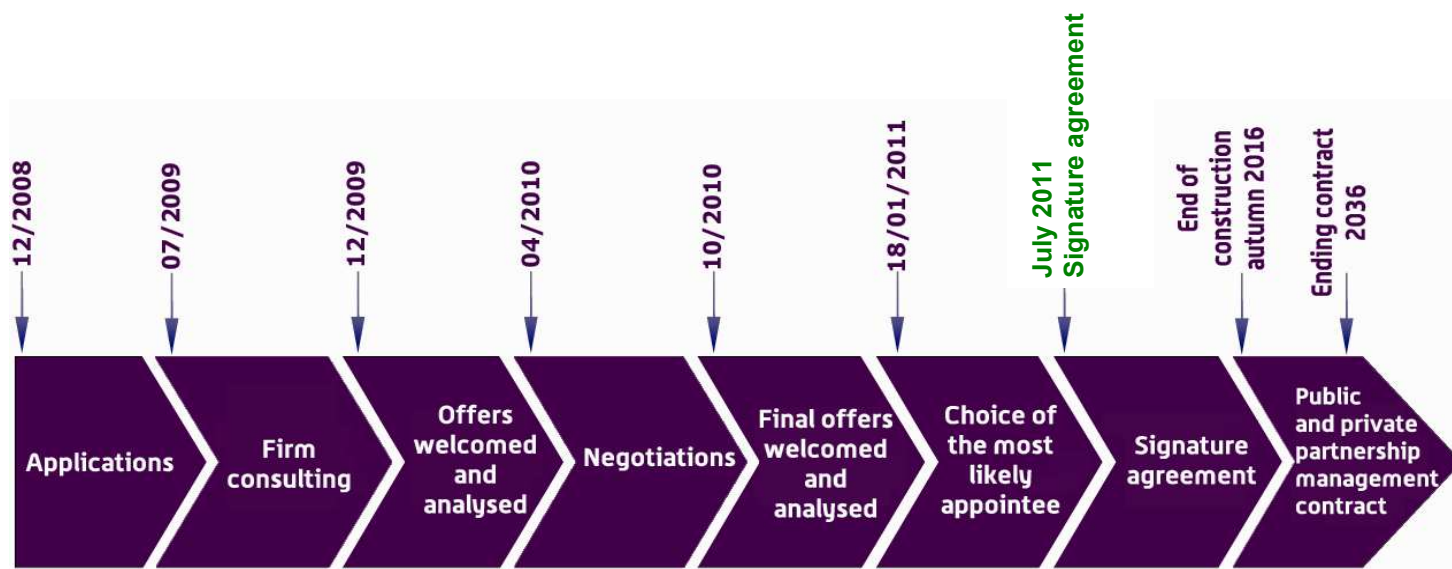 12/2008
07/2009
12/2009
04/2010
10/2010
18/01/2011
July 2011
Signature agreement
End of
construction
autumn 2016
Ending contract
2036
Applications
Firm
consulting
Offers
welcomed
and
analysed
Negotiations
Final offers
welcomed
and
analysed
Choice of
the most
likely
appointee
Signature
agreement
Public
and private
partnership
management
contract